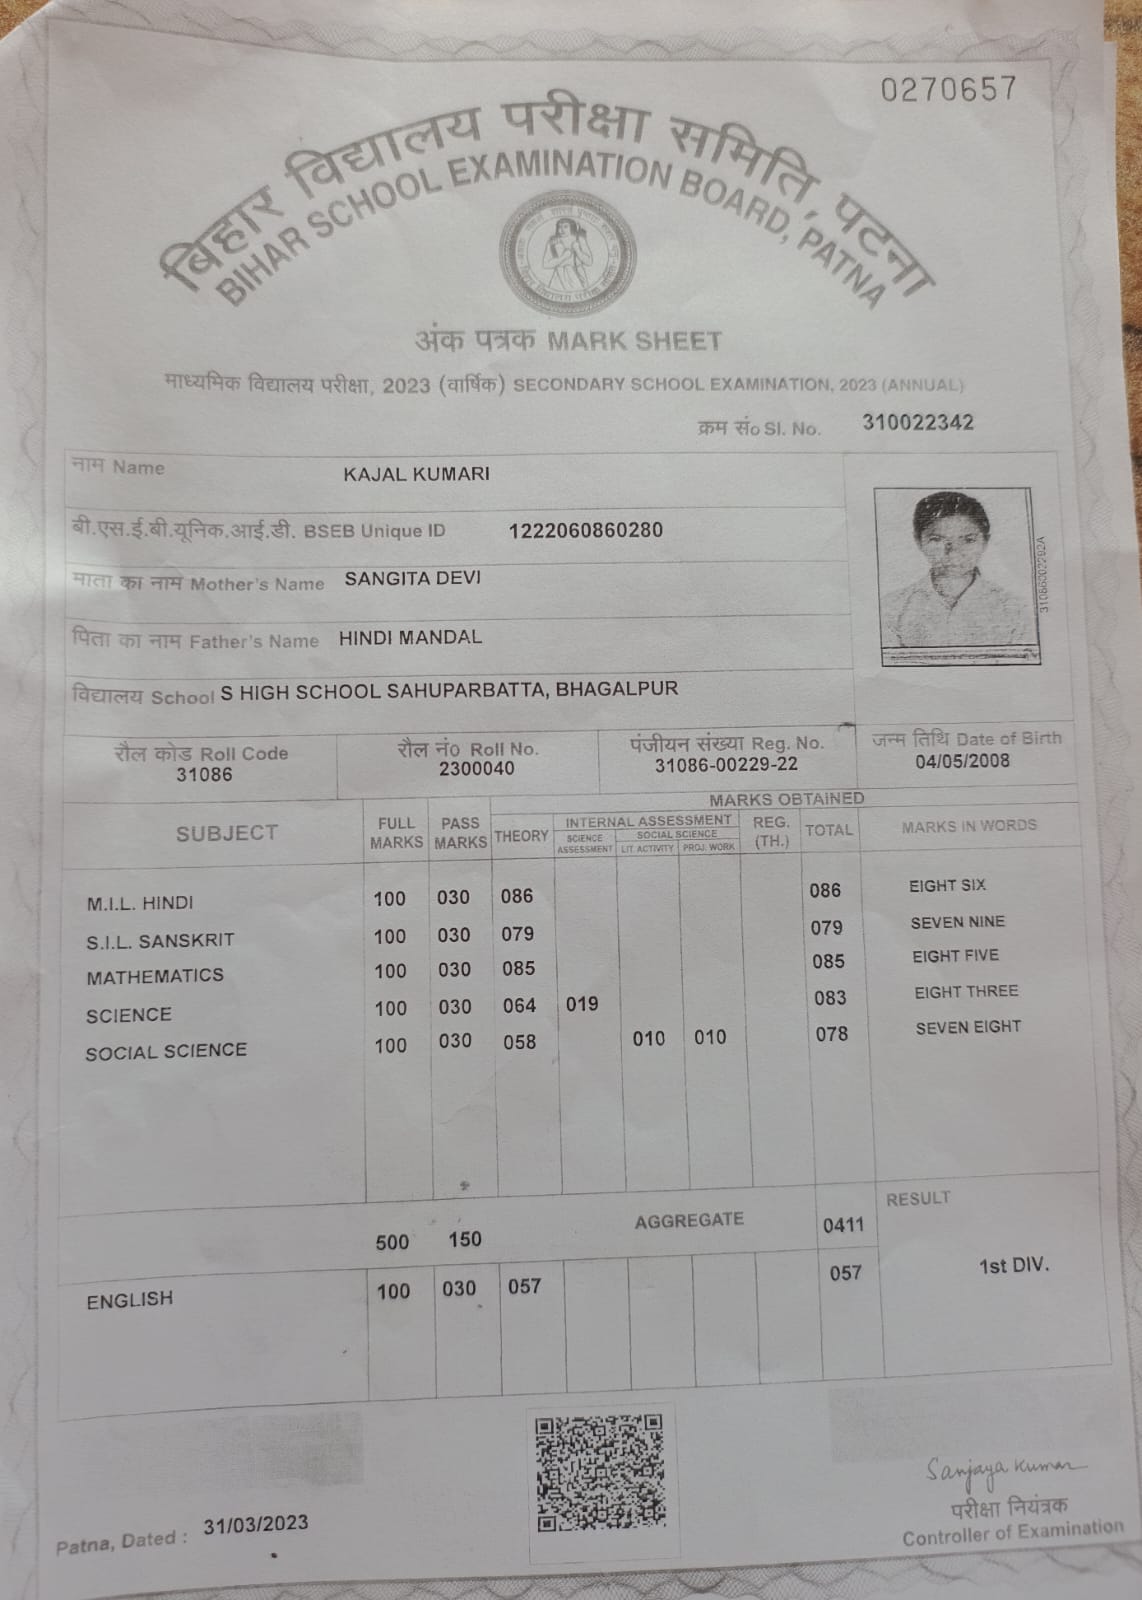 0270657
बिहार विद्यालय परीक्षा समिति, पटना
BIHAR SCHOOL EXAMINATION BOARD, PATNA
अंक पत्रक MARK SHEET
माध्यमिक विद्यालय परीक्षा, 2023 (वार्षिक) SECONDARY SCHOOL EXAMINATION, 2023 (ANNUAL)
क्रम सं० Sl. No. 310022342
नाम Name KAJAL KUMARI
बी.एस.ई.बी.यूनिक.आई.डी. BSEB Unique ID 1222060860280
माता का नाम Mother's Name SANGITA DEVI
पिता का नाम Father's Name HINDI MANDAL
विद्यालय School S HIGH SCHOOL SAHUPARBATTA, BHAGALPUR
31086002292A
रौल कोड Roll Code रौल नं० Roll No. पंजीयन संख्या Reg. No. जन्म तिथि Date of Birth
31086 2300040 31086-00229-22 04/05/2008
MARKS OBTAINED
SUBJECT FULL MARKS PASS MARKS THEORY INTERNAL ASSESSMENT REG. (TH.) TOTAL MARKS IN WORDS
SCIENCE ASSESSMENT SOCIAL SCIENCE
LIT. ACTIVITY PROJ. WORK
M.I.L. HINDI 100 030 086 086 EIGHT SIX
S.I.L. SANSKRIT 100 030 079 079 SEVEN NINE
MATHEMATICS 100 030 085 085 EIGHT FIVE
SCIENCE 100 030 064 019 083 EIGHT THREE
SOCIAL SCIENCE 100 030 058 010 010 078 SEVEN EIGHT
500 150 AGGREGATE 0411 RESULT
1st DIV.
ENGLISH 100 030 057 057
Sanjaya Kumar
परीक्षा नियंत्रक
Controller of Examination
Patna, Dated : 31/03/2023